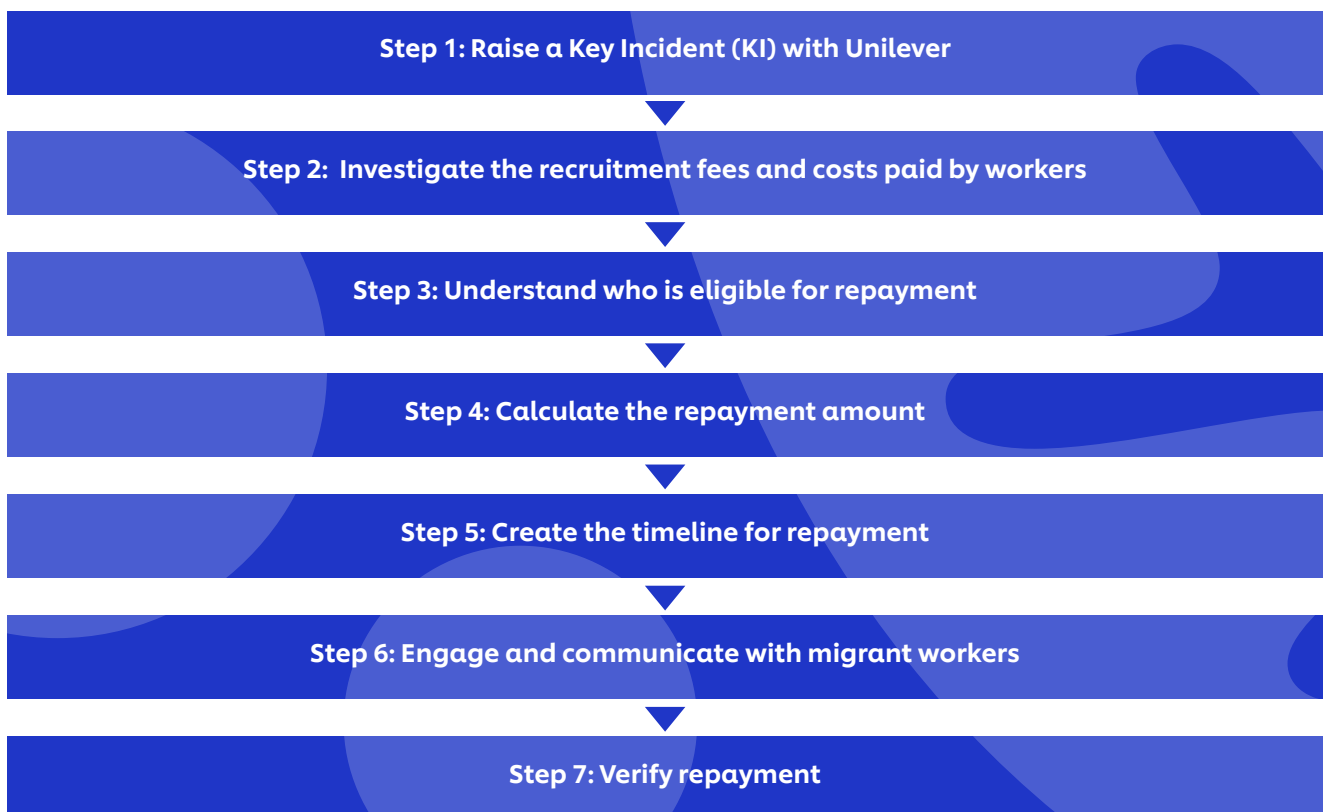 Step 1: Raise a Key Incident (KI) with Unilever
Step 2: Investigate the recruitment fees and costs paid by workers
Step 3: Understand who is eligible for repayment
Step 4: Calculate the repayment amount
Step 5: Create the timeline for repayment
Step 6: Engage and communicate with migrant workers
Step 7: Verify repayment